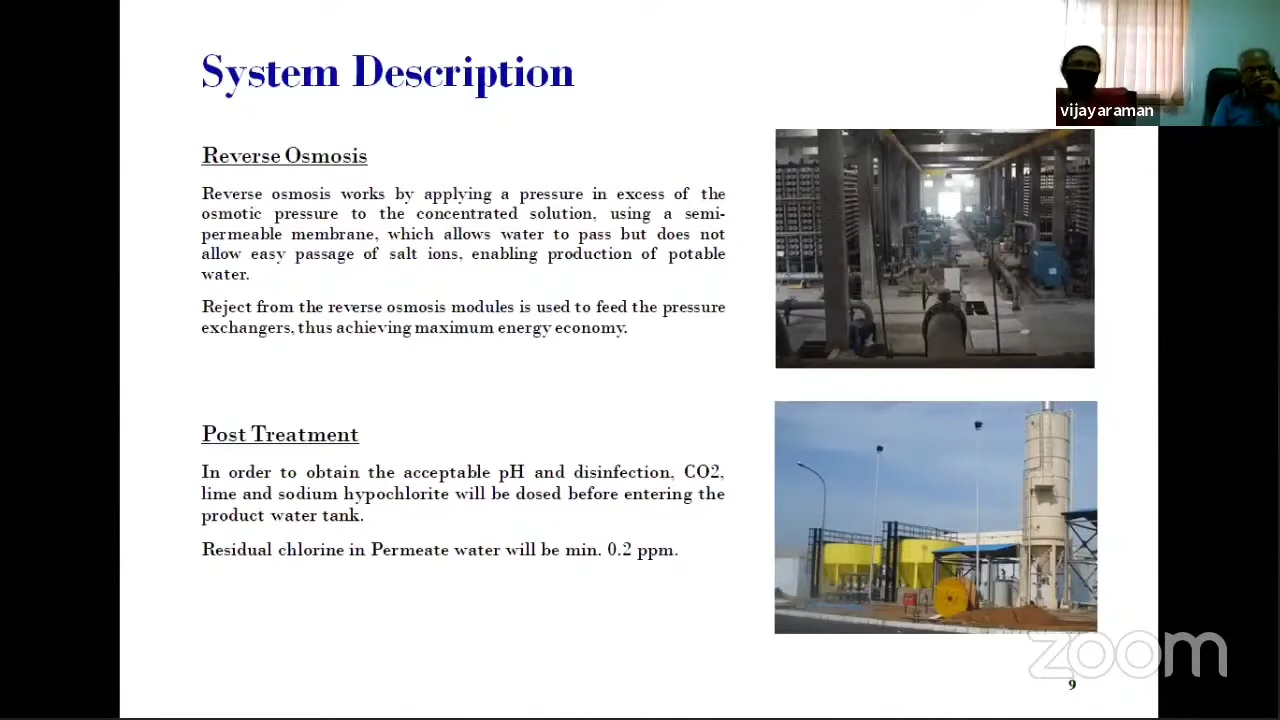 System Description
vijayaraman
Reverse Osmosis
Reverse osmosis works by applying a pressure in excess of the
osmotic pressure to the concentrated solution, using a semi-
permeable membrane, which allows water to pass but does not
allow easy passage of salt ions, enabling production of potable
water.
Reject from the reverse osmosis modules is used to feed the pressure
exchangers, thus achieving maximum energy economy.
Post Treatment
In order to obtain the acceptable pH and disinfection, CO2,
lime and sodium hypochlorite will be dosed before entering the
product water tank.
Residual chlorine in Permeate water will be min. 0.2 ppm.
zoom
9